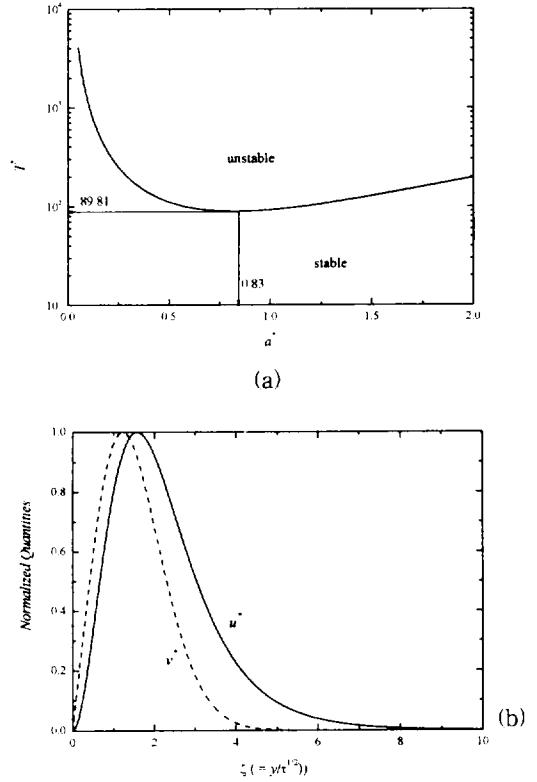 10⁴
10³
T*
unstable
10²
89.81
stable
0.83
10
0.0 0.5 1.0 1.5 2.0
a*
(a)
1.0
0.8
0.6
Normalized Quantities
0.4
u*
0.2
v*
0.0
(b)
0 2 4 6 8 10
ζ (= y/τ^{1/2}))